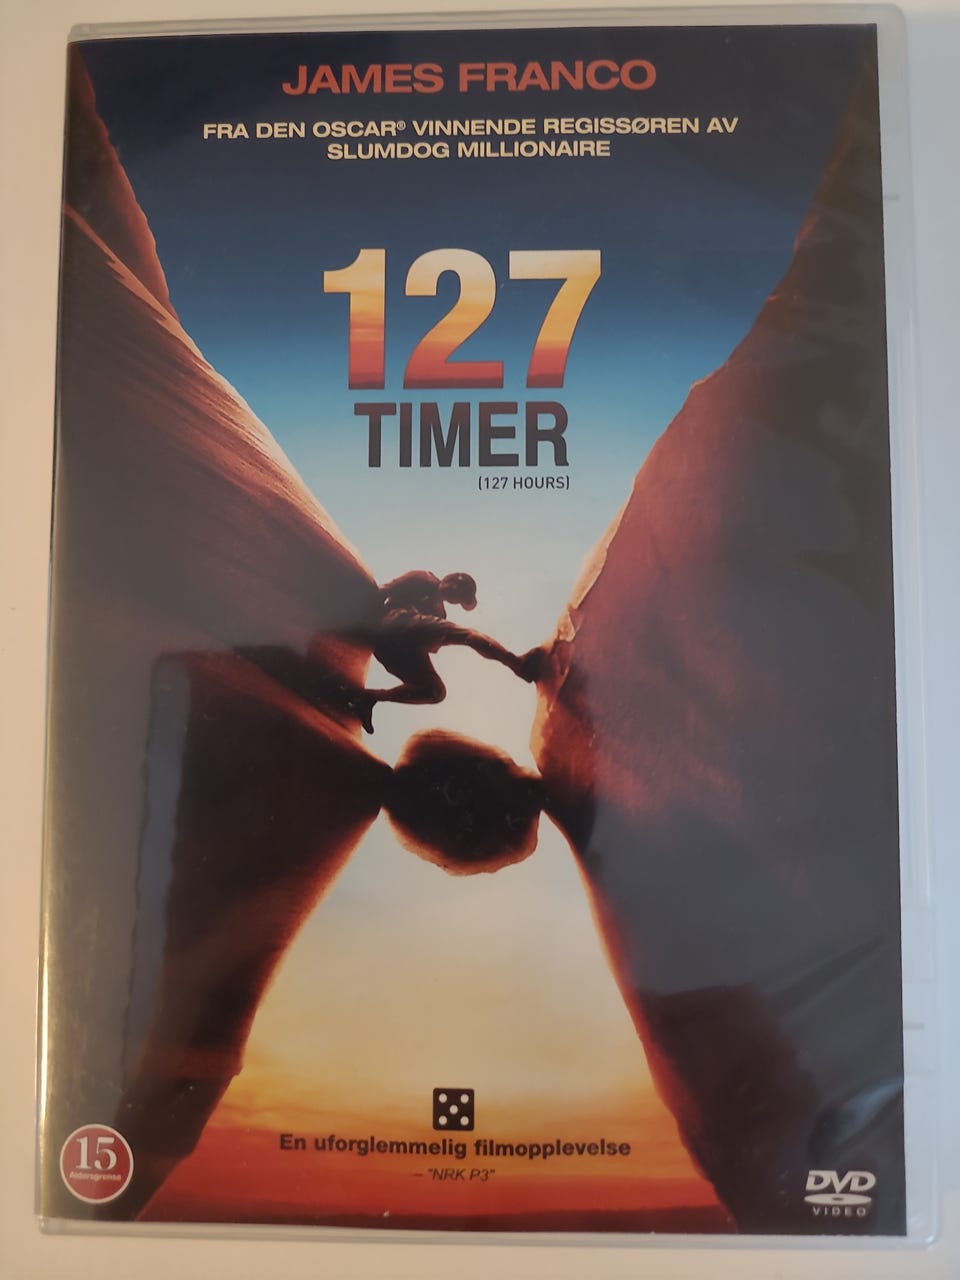 JAMES FRANCO
FRA DEN OSCAR® VINNENDE REGISSØREN AV
SLUMDOG MILLIONAIRE
127
TIMER
(127 HOURS)
En uforglemmelig filmopplevelse
– "NRK P3"
15
Aldersgrense
DVD
VIDEO